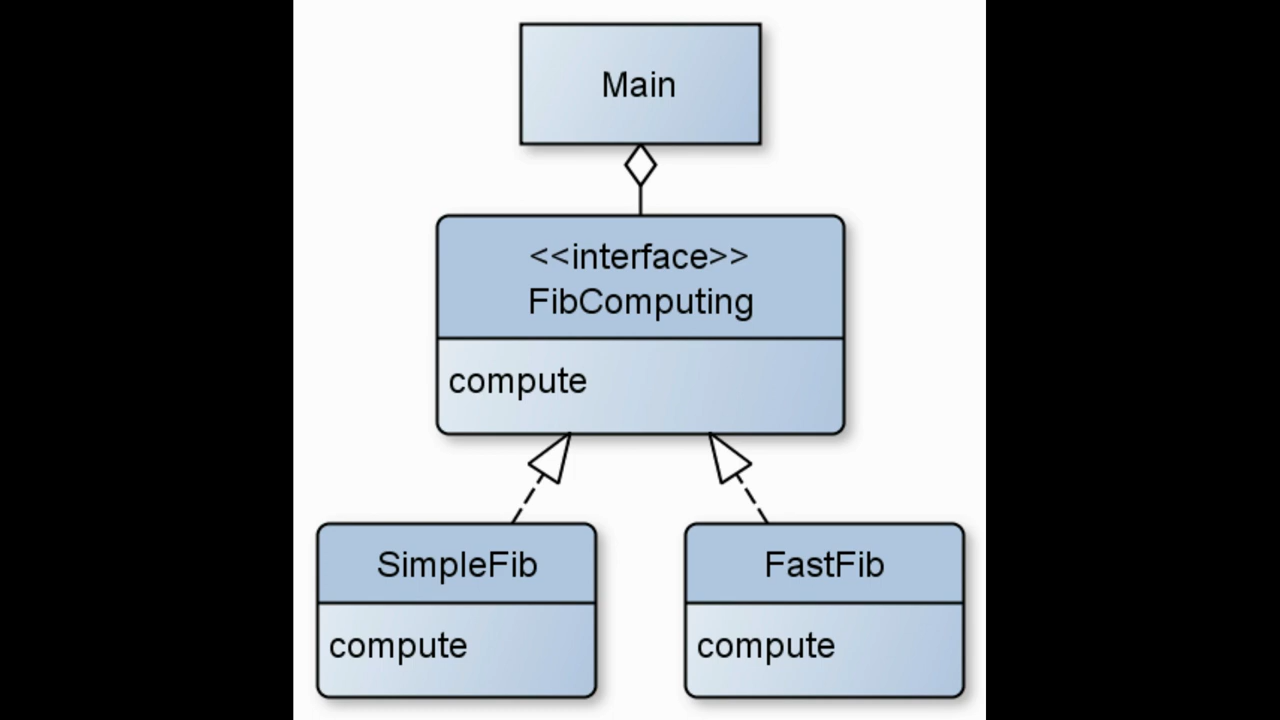 Main
<<interface>>
FibComputing
compute
SimpleFib
compute
FastFib
compute